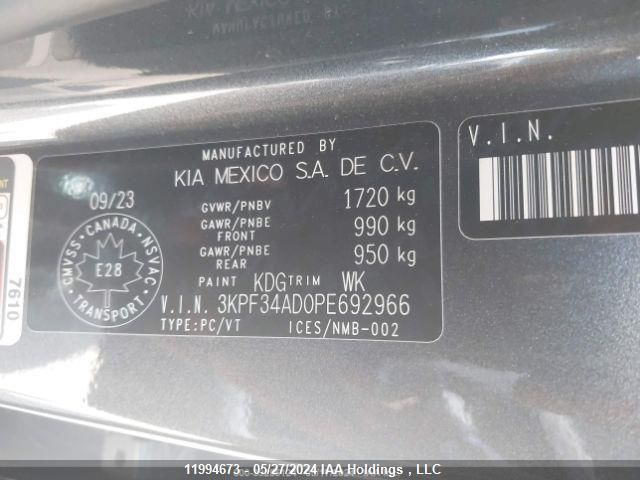 MANUFACTURED BY
KIA MEXICO S.A. DE C.V.
09/23
GVWR/PNBV 1720 kg
GAWR/PNBE FRONT 990 kg
GAWR/PNBE REAR 950 kg
CMVSS · CANADA · NSVAC
E28
TRANSPORT
PAINT KDG TRIM WK
V.I.N. 3KPF34AD0PE692966
TYPE:PC/VT ICES/NMB-002
V.I.N.
7610
11994673 - 05/27/2024 IAA Holdings , LLC